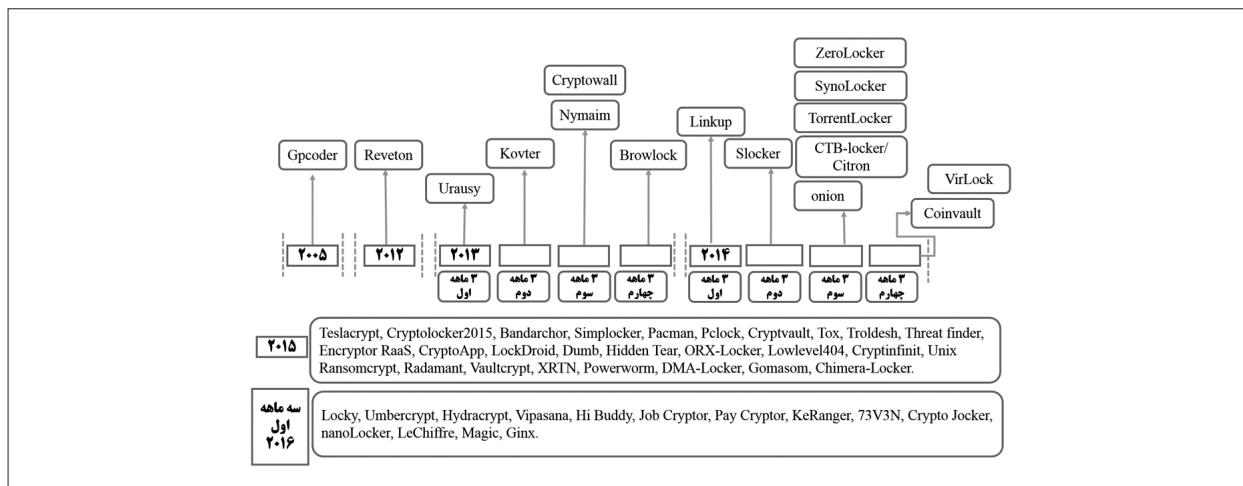 ZeroLocker
Cryptowall
SynoLocker
Nymaim
Linkup
TorrentLocker
Gpcoder
Reveton
Kovter
Browlock
Slocker
CTB-locker/
Citron
Urausy
onion
VirLock
Coinvault
۲۰۰۵
۲۰۱۲
۲۰۱۳
۲۰۱۴
۳ ماهه
اول
۳ ماهه
دوم
۳ ماهه
سوم
۳ ماهه
چهارم
۳ ماهه
اول
۳ ماهه
دوم
۳ ماهه
سوم
۳ ماهه
چهارم
۲۰۱۵
Teslacrypt, Cryptolocker2015, Bandarchor, Simplocker, Pacman, Pclock, Cryptvault, Tox, Troldesh, Threat finder,
Encryptor RaaS, CryptoApp, LockDroid, Dumb, Hidden Tear, ORX-Locker, Lowlevel404, Cryptinfinit, Unix
Ransomcrypt, Radamant, Vaultcrypt, XRTN, Powerworm, DMA-Locker, Gomasom, Chimera-Locker.
سه ماهه
اول
۲۰۱۶
Locky, Umbercrypt, Hydracrypt, Vipasana, Hi Buddy, Job Cryptor, Pay Cryptor, KeRanger, 73V3N, Crypto Jocker,
nanoLocker, LeChiffre, Magic, Ginx.